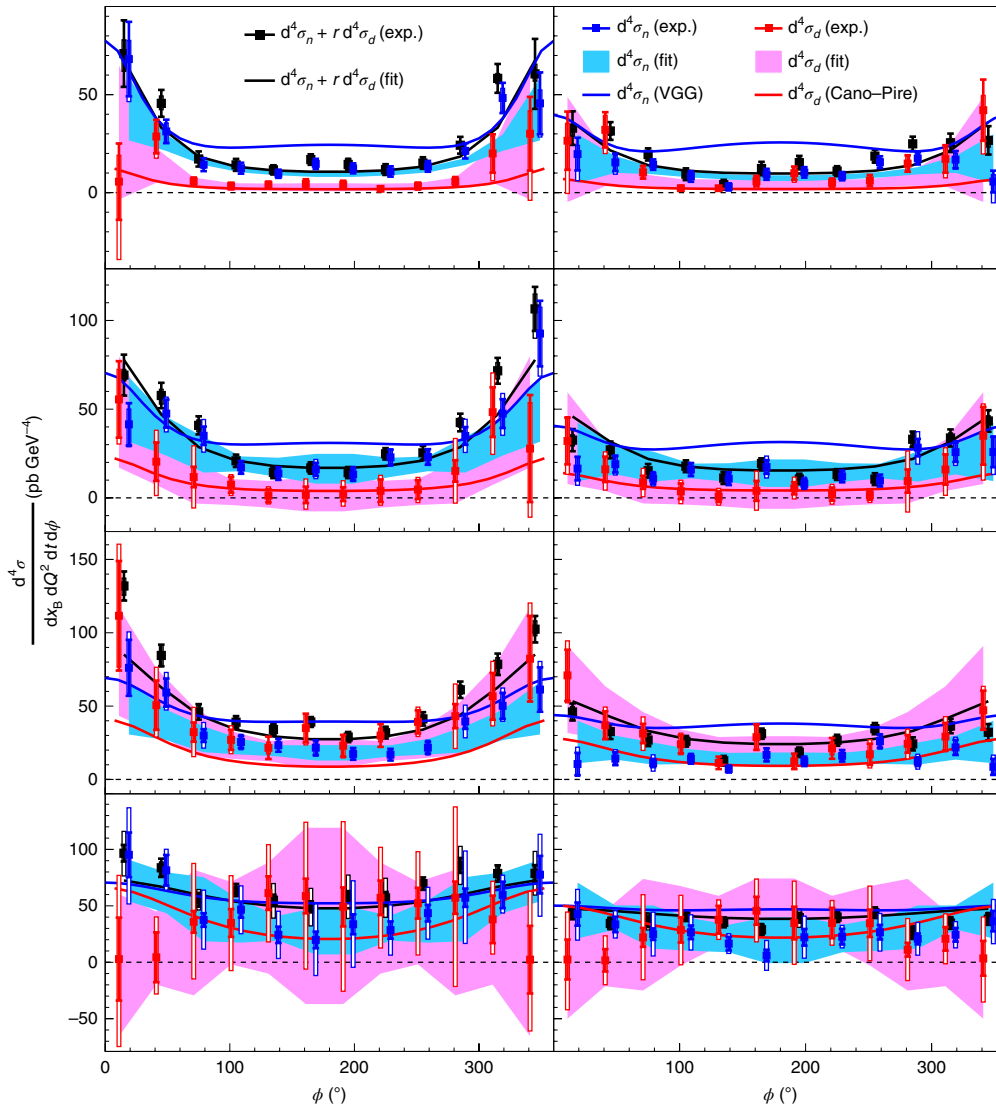 d⁴σₙ + r d⁴σ_d (exp.)
d⁴σₙ + r d⁴σ_d (fit)
d⁴σₙ (exp.)
d⁴σ_d (exp.)
d⁴σₙ (fit)
d⁴σ_d (fit)
d⁴σₙ (VGG)
d⁴σ_d (Cano–Pire)
50
0
100
50
0
150
100
50
0
100
50
0
−50
d⁴σ
dx_B dQ² dt dϕ
(pb GeV⁻⁴)
0 100 200 300
100 200 300
ϕ (°)
ϕ (°)